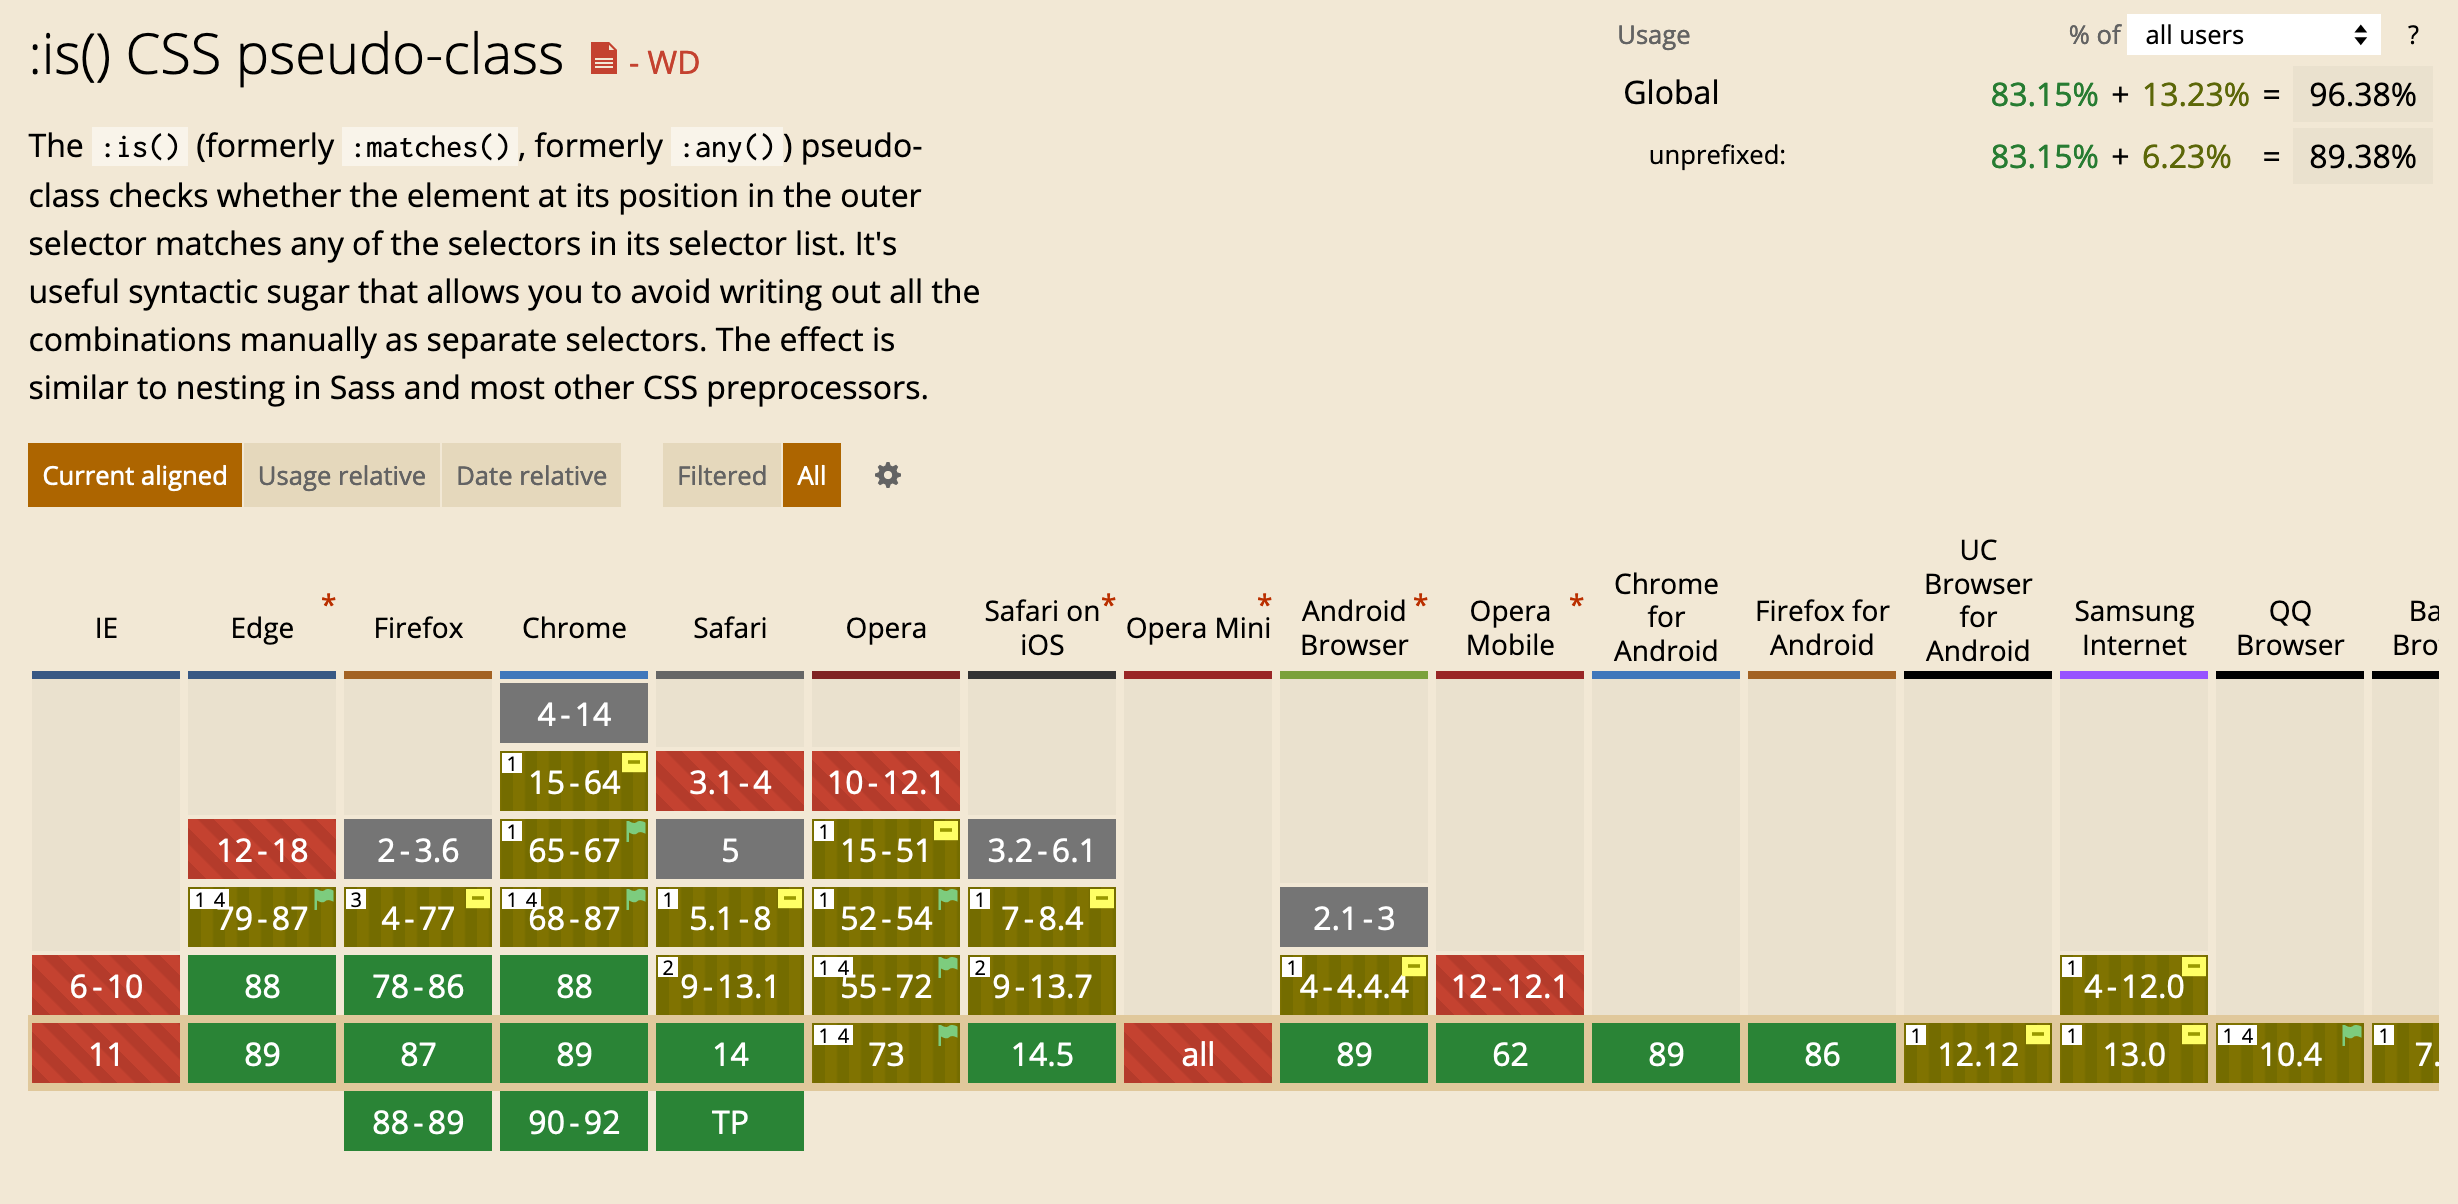 :is() CSS pseudo-class - WD
Usage % of all users ?
Global 83.15% + 13.23% = 96.38%
unprefixed: 83.15% + 6.23% = 89.38%
The :is() (formerly :matches(), formerly :any()) pseudo-
class checks whether the element at its position in the outer
selector matches any of the selectors in its selector list. It's
useful syntactic sugar that allows you to avoid writing out all the
combinations manually as separate selectors. The effect is
similar to nesting in Sass and most other CSS preprocessors.
Current aligned Usage relative Date relative Filtered All
IE
Edge *
Firefox
Chrome
Safari
Opera
Safari on *
iOS
Opera Mini *
Android *
Browser
Opera *
Mobile
Chrome
for
Android
Firefox for
Android
UC
Browser
for
Android
Samsung
Internet
QQ
Browser
4-14
1 15-64 3.1-4 10-12.1
12-18 2-3.6 1 65-67 5 1 15-51 3.2-6.1
1 4 79-87 3 4-77 1 4 68-87 1 5.1-8 1 52-54 1 7-8.4 2.1-3
6-10 88 78-86 88 2 9-13.1 1 4 55-72 2 9-13.7 1 4-4.4.4 12-12.1 1 4-12.0
11 89 87 89 14 1 4 73 14.5 all 89 62 89 86 1 12.12 1 13.0 1 4 10.4 1 7.
88-89 90-92 TP